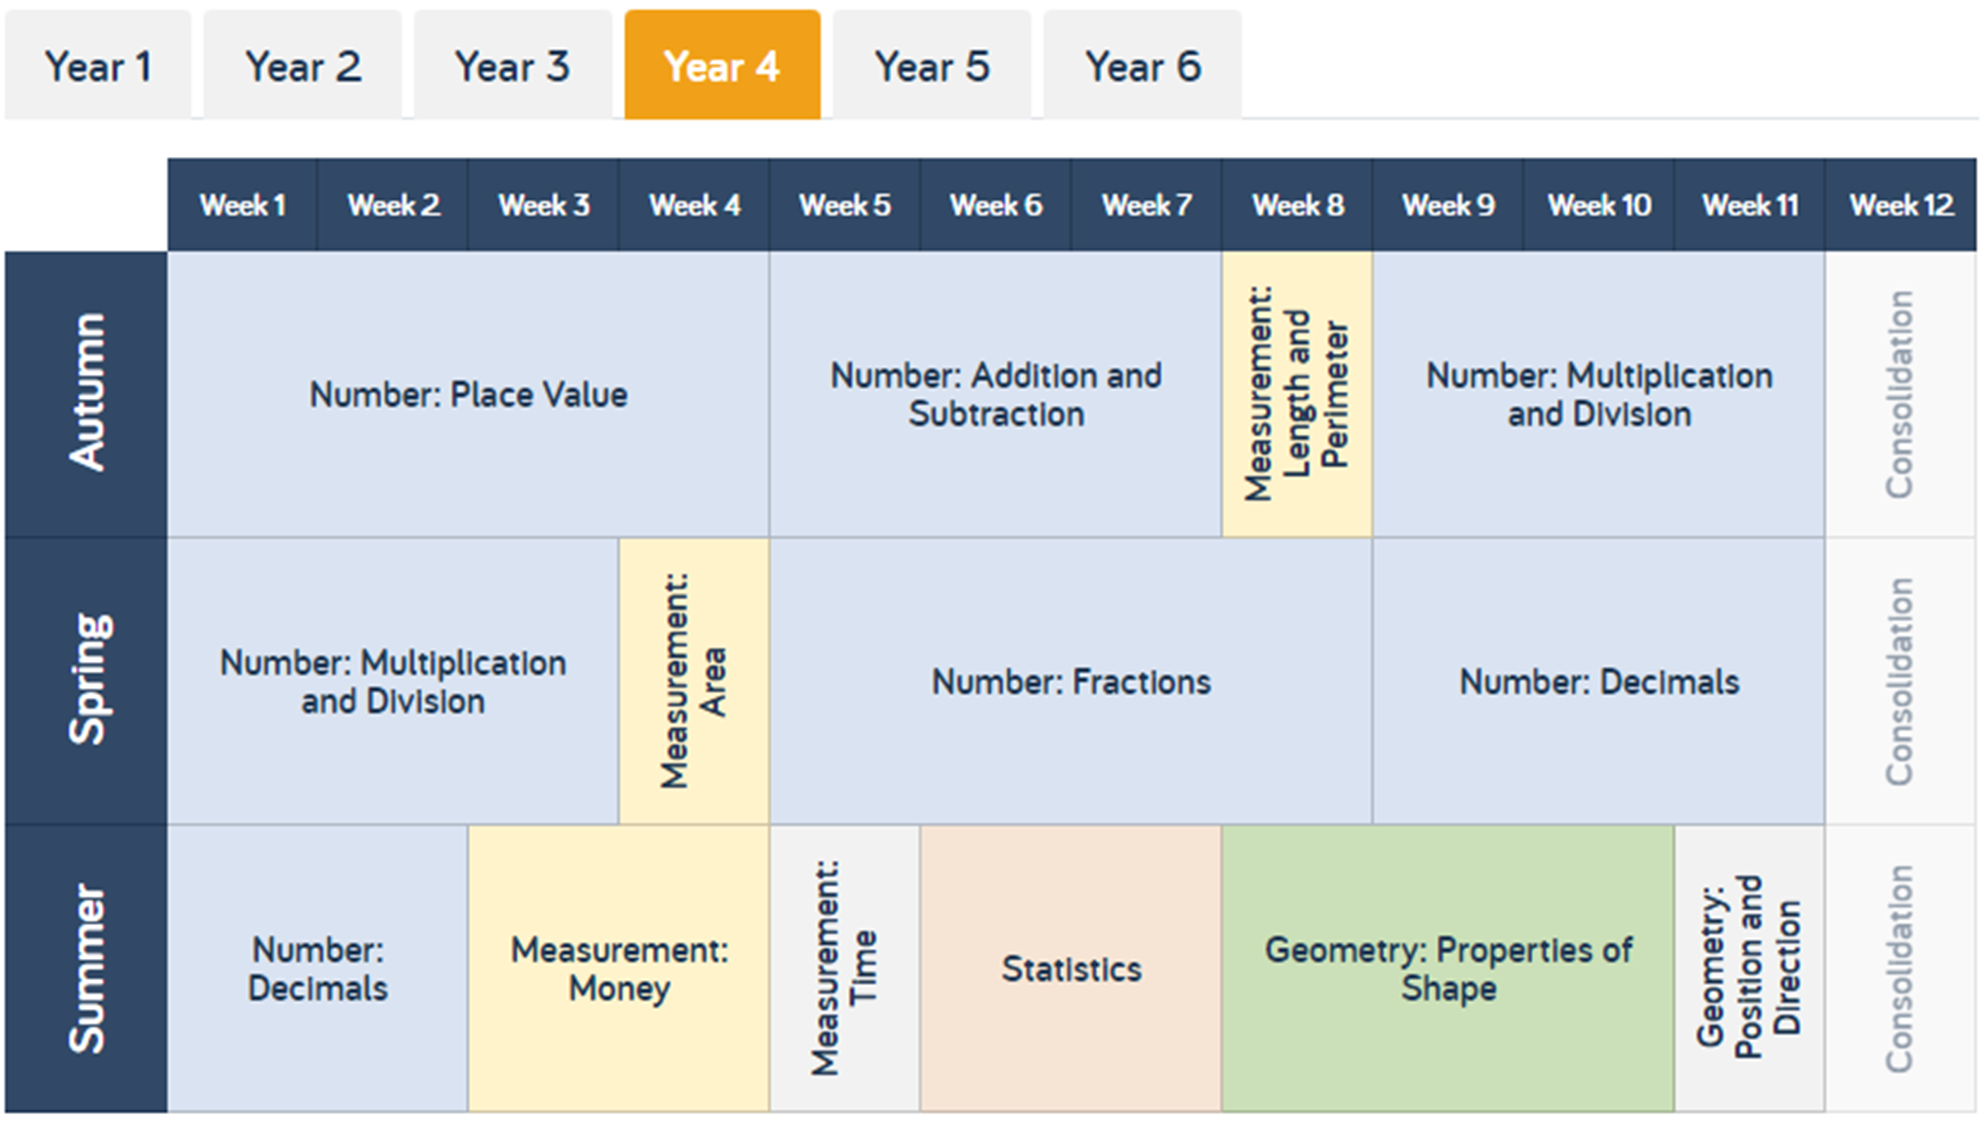 Year 1
Year 2
Year 3
Year 4
Year 5
Year 6
Week 1
Week 2
Week 3
Week 4
Week 5
Week 6
Week 7
Week 8
Week 9
Week 10
Week 11
Week 12
Autumn
Number: Place Value
Number: Addition and
Subtraction
Measurement:
Length and
Perimeter
Number: Multiplication
and Division
Consolidation
Spring
Number: Multiplication
and Division
Measurement:
Area
Number: Fractions
Number: Decimals
Consolidation
Summer
Number:
Decimals
Measurement:
Money
Measurement:
Time
Statistics
Geometry: Properties of
Shape
Geometry:
Position and
Direction
Consolidation